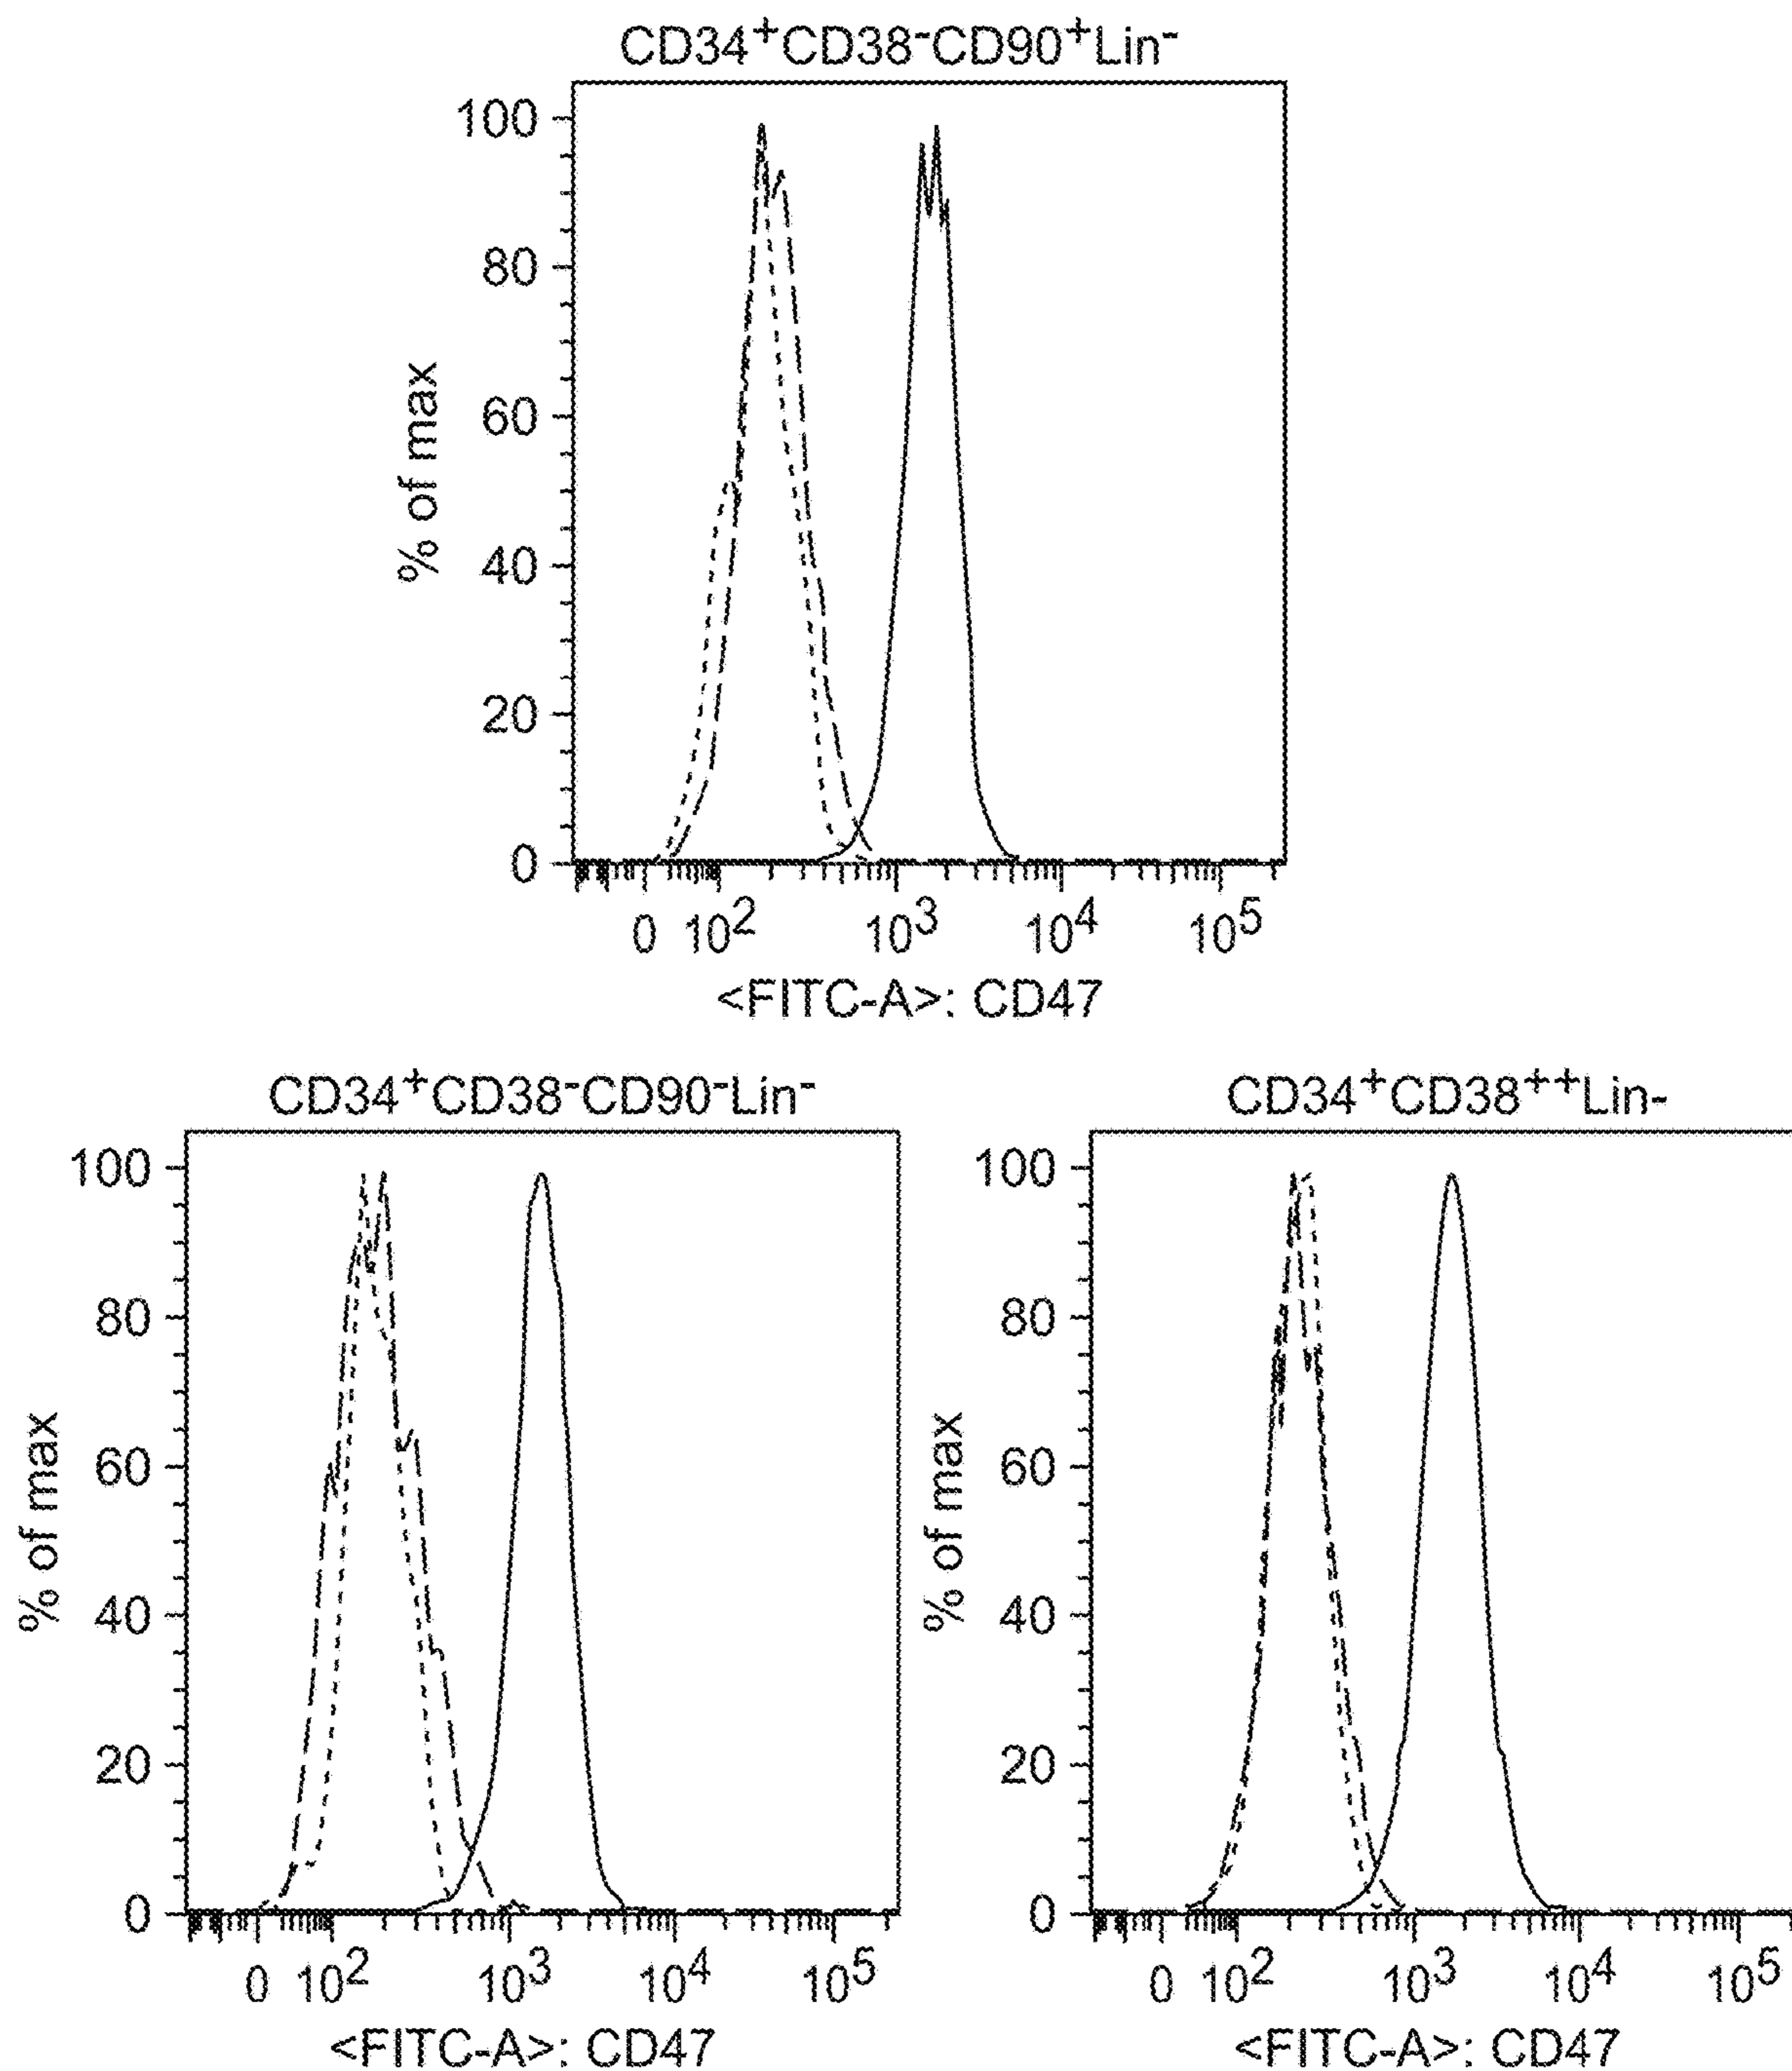 CD34⁺CD38⁻CD90⁺Lin⁻
100
80
60
40
20
0
% of max
0 10² 10³ 10⁴ 10⁵
<FITC-A>: CD47
CD34⁺CD38⁻CD90⁻Lin⁻
100
80
60
40
20
0
% of max
0 10² 10³ 10⁴ 10⁵
<FITC-A>: CD47
CD34⁺CD38⁺⁺Lin-
100
80
60
40
20
0
% of max
0 10² 10³ 10⁴ 10⁵
<FITC-A>: CD47